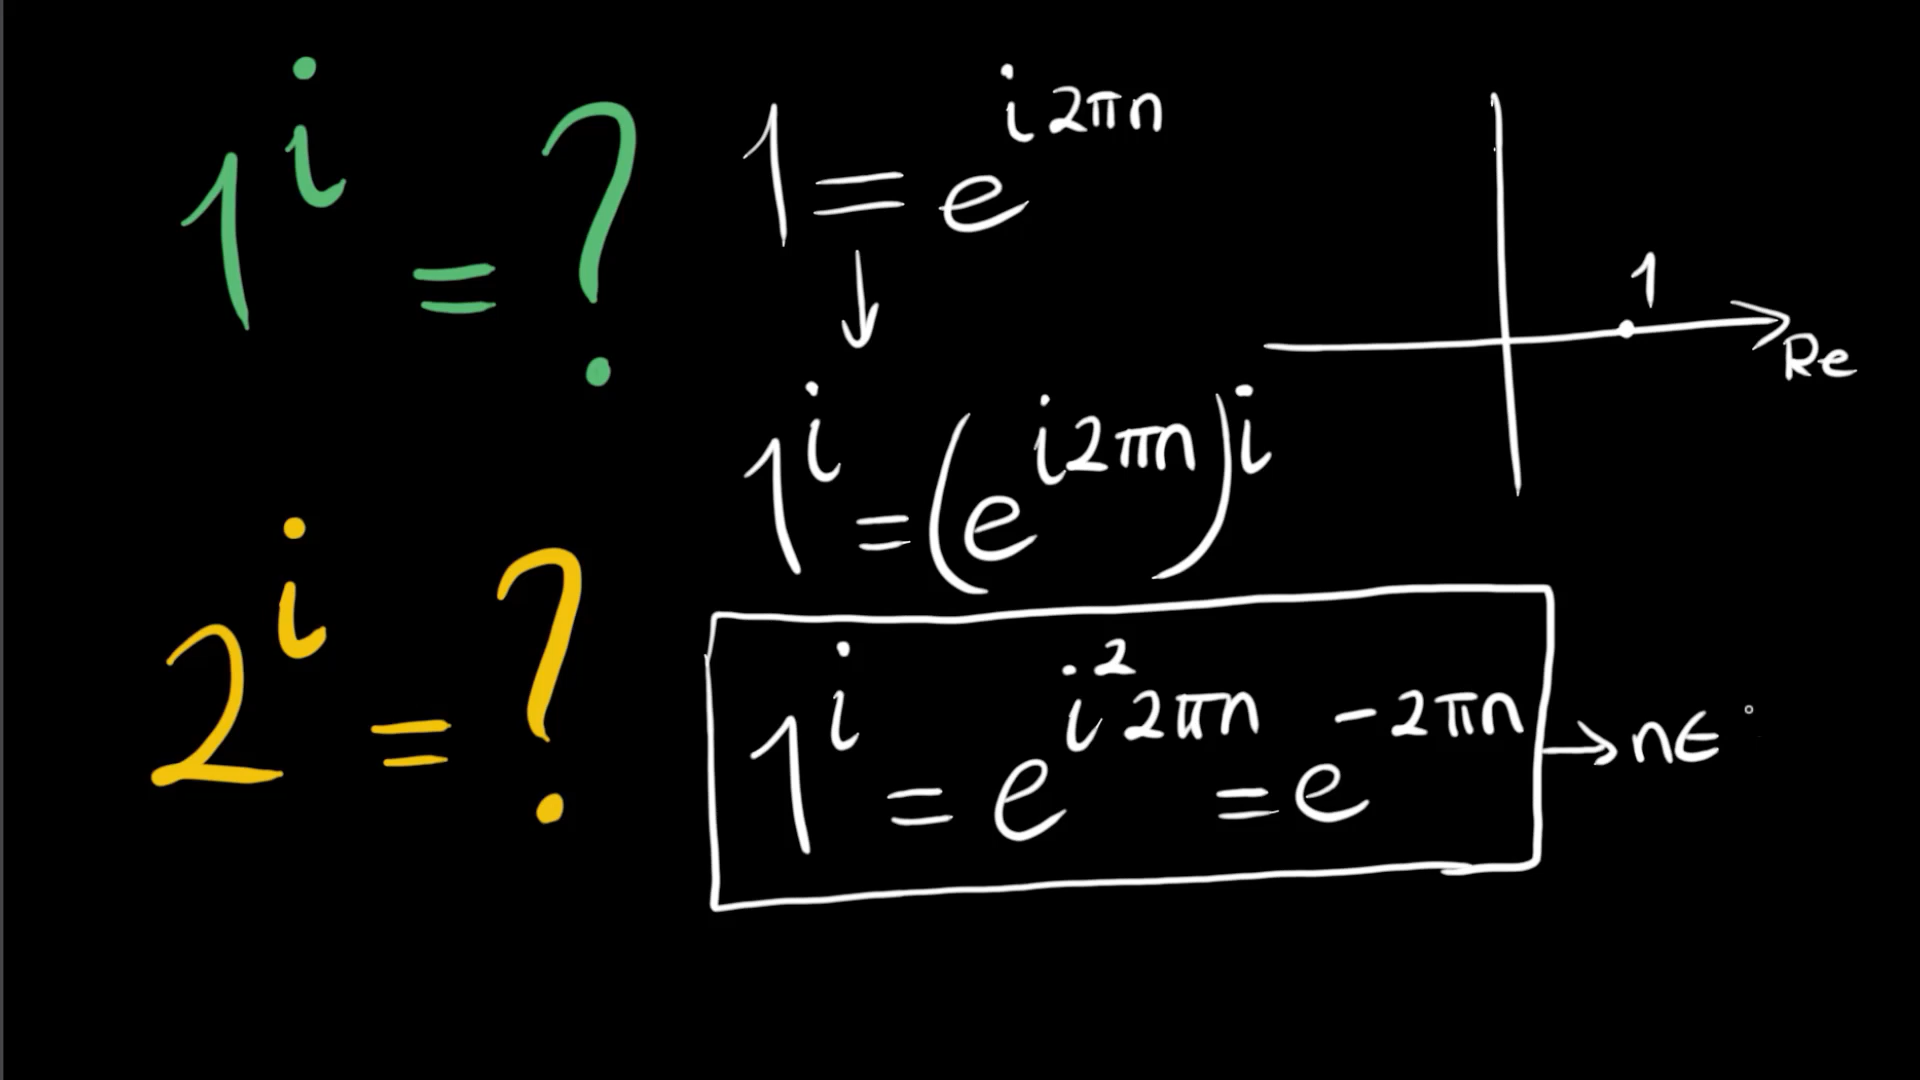 1^i = ?
2^i = ?
1 = e^{i2πn}
↓
1^i = (e^{i2πn})^i
1^i = e^{i^2 2πn} = e^{-2πn} → n∈
1
Re